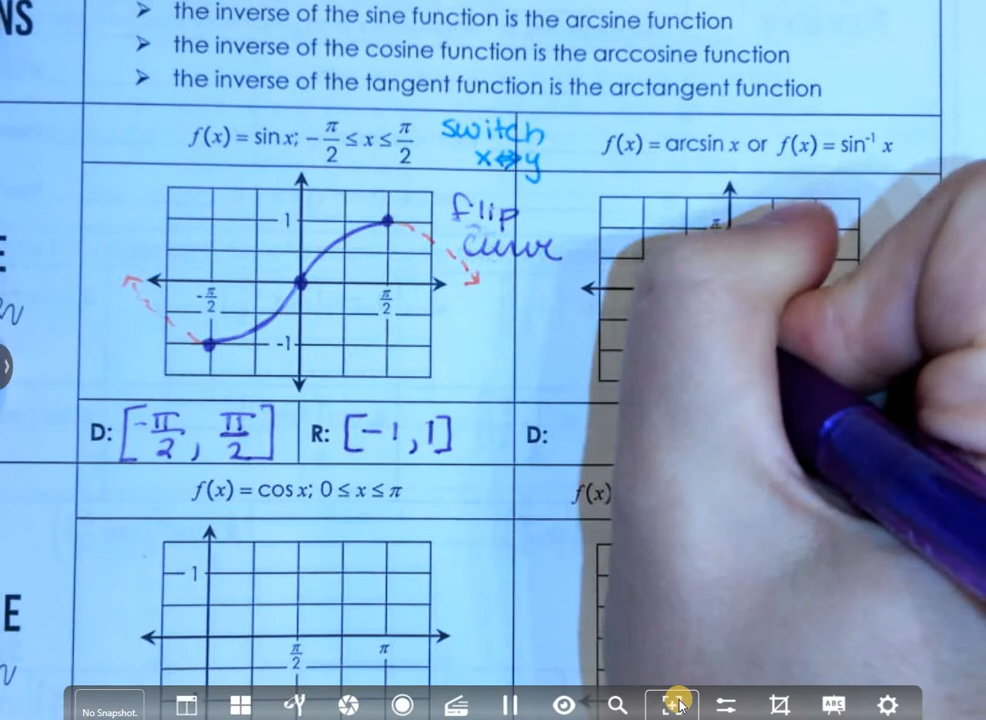 NS
➤ the inverse of the sine function is the arcsine function
➤ the inverse of the cosine function is the arccosine function
➤ the inverse of the tangent function is the arctangent function
f(x) = sin x; -π/2 ≤ x ≤ π/2
switch
x⇔y
f(x) = arcsin x or f(x) = sin⁻¹ x
flip
curve
1
-π/2
π/2
-1
D: [-π/2, π/2]
R: [-1, 1]
D:
f(x) = cos x; 0 ≤ x ≤ π
f(x)
1
π/2
π
E
No Snapshot.
ABC